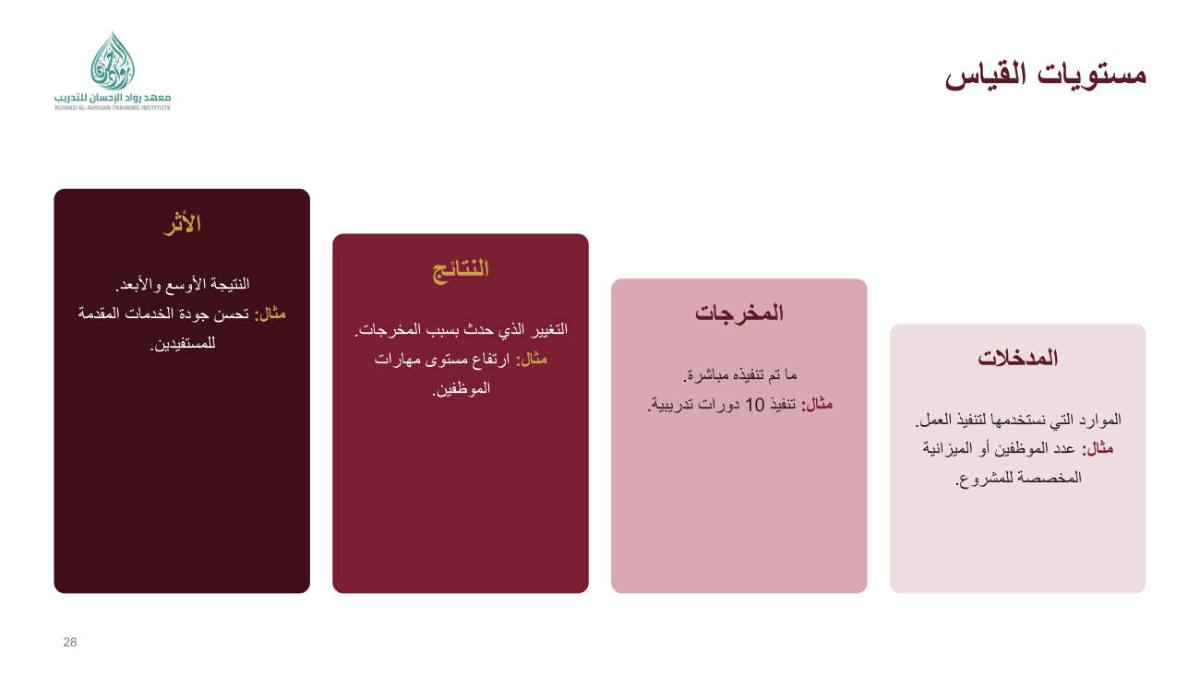 مستويات القياس
معهد رواد الإحسان للتدريب
RUWAD AL-AHSSAN TRAINING INSTITUTE
المدخلات
الموارد التي نستخدمها لتنفيذ العمل.
مثال: عدد الموظفين أو الميزانية
المخصصة للمشروع.
المخرجات
ما تم تنفيذه مباشرة.
مثال: تنفيذ 10 دورات تدريبية.
النتائج
التغيير الذي حدث بسبب المخرجات.
مثال: ارتفاع مستوى مهارات
الموظفين.
الأثر
النتيجة الأوسع والأبعد.
مثال: تحسن جودة الخدمات المقدمة
للمستفيدين.
28